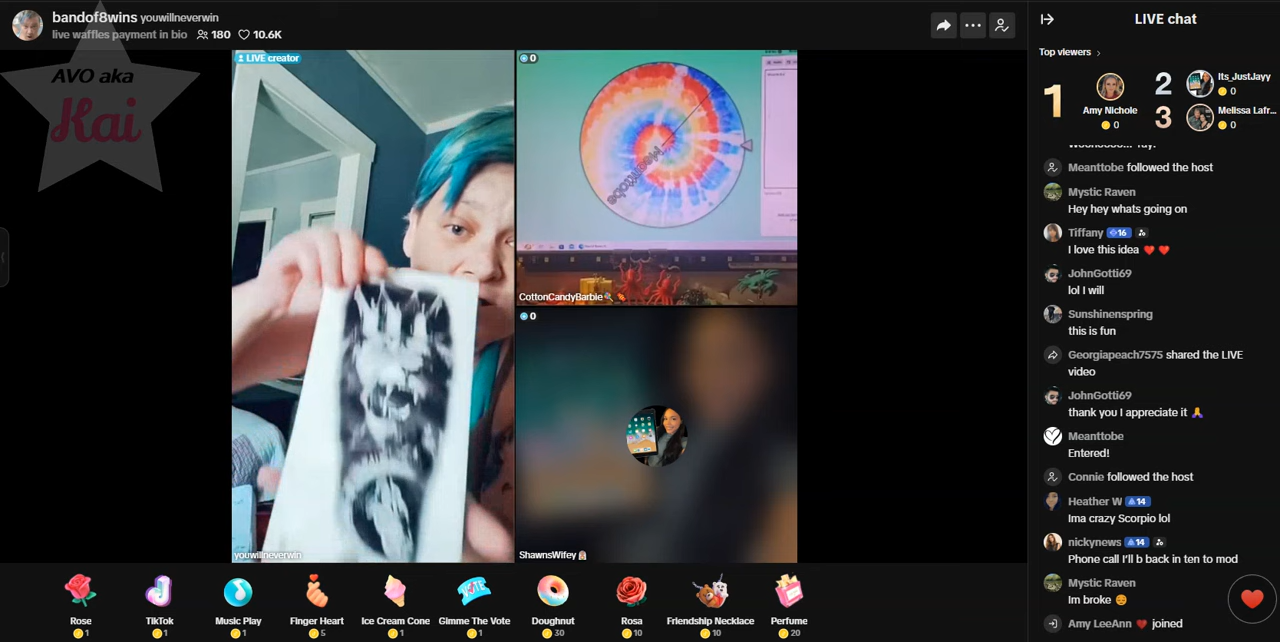 bandof8wins youwillneverwin
live waffles payment in bio 180 10.6K
AVO aka
Kai
LIVE creator
youwillneverwin
0
CottonCandyBarbie
0
ShawnsWifey
Rose
1
TikTok
1
Music Play
1
Finger Heart
5
Ice Cream Cone
1
VOTE
Gimme The Vote
1
Doughnut
30
Rosa
10
Friendship Necklace
10
Perfume
20
LIVE chat
Top viewers >
1
Amy NIchole
0
2
Its_JustJayy
0
3
Melissa Lafr...
0
Meanttobe followed the host
Mystic Raven
Hey hey whats going on
Tiffany 16
I love this idea ❤️ ❤️
JohnGotti69
lol I will
Sunshinenspring
this is fun
Georgiapeach7575 shared the LIVE
video
JohnGotti69
thank you I appreciate it 🙏
Meanttobe
Entered!
Connie followed the host
Heather W 14
Ima crazy Scorpio lol
nickynews 14
Phone call I'll b back in ten to mod
Mystic Raven
Im broke 😔
Amy LeeAnn ❤️ joined